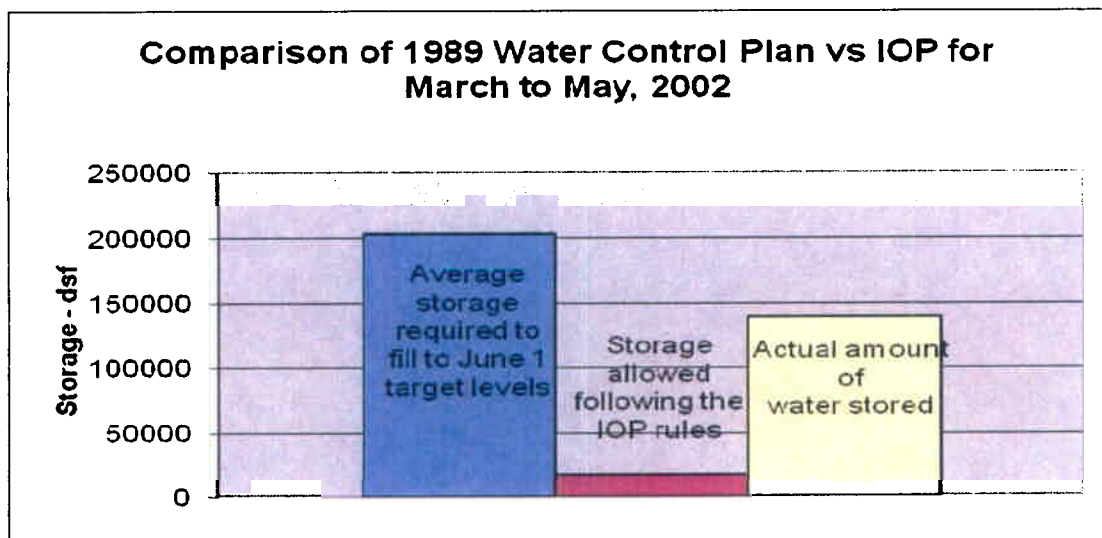 Comparison of 1989 Water Control Plan vs IOP for
March to May, 2002
Storage - dsf
250000
200000
150000
100000
50000
0
Average
storage
required to
fill to June 1
target levels
Storage
allowed
following the
IOP rules
Actual amount
of
water stored